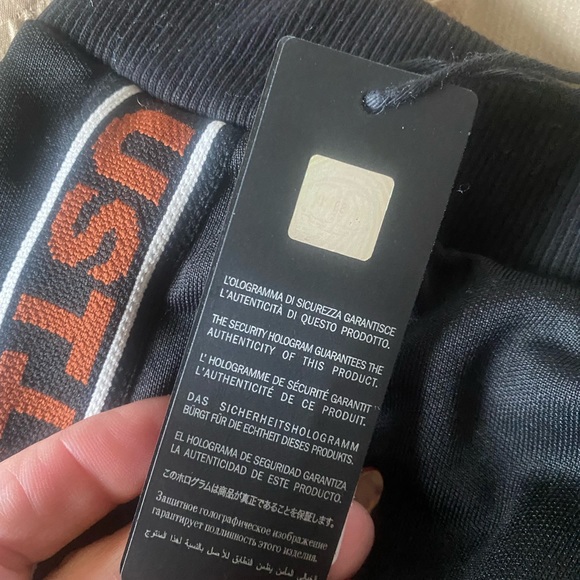 UST
L'OLOGRAMMA DI SICUREZZA GARANTISCE
L'AUTENTICITÀ DI QUESTO PRODOTTO.
THE SECURITY HOLOGRAM GUARANTEES THE
AUTHENTICITY OF THIS PRODUCT.
L' HOLOGRAMME DE SÉCURITÉ GARANTIT
L'AUTHENTICITÉ DE CE PRODUIT.
DAS SICHERHEITSHOLOGRAMM
BÜRGT FÜR DIE ECHTHEIT DIESES PRODUKTS.
EL HOLOGRAMA DE SEGURIDAD GARANTIZA
LA AUTENTICIDAD DE ESTE PRODUCTO.
このホログラムは商品が真正であることを保証します。
Защитное голографическое изображение
гарантирует подлинность этого изделия.